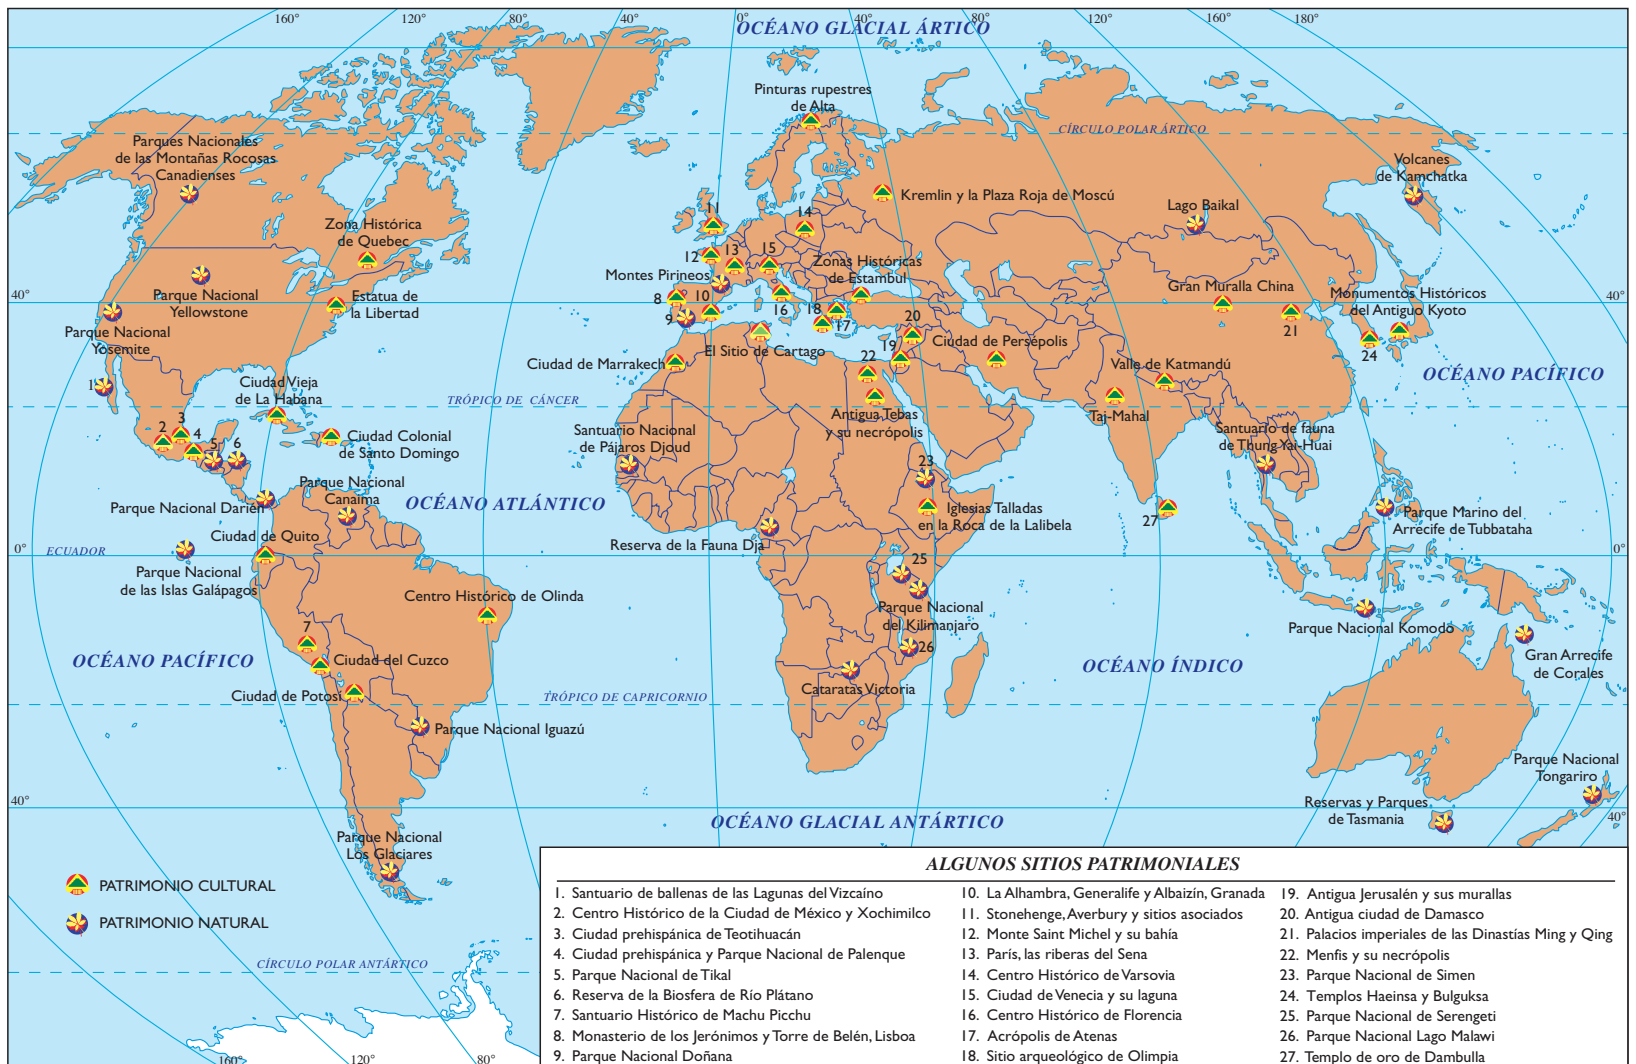 160°
120°
80°
40°
0°
40°
80°
120°
160°
180°
OCÉANO GLACIAL ÁRTICO
Pinturas rupestres
de Alta
CÍRCULO POLAR ÁRTICO
Parques Nacionales
de las Montañas Rocosas
Canadienses
Volcanes
de Kamchatka
Kremlin y la Plaza Roja de Moscú
Lago Baikal
Zona Histórica
de Quebec
11
14
12
13
15
Montes Pirineos
Zonas Históricas
de Estambul
Parque Nacional
Yellowstone
Estatua de
la Libertad
Gran Muralla China
Monumentos Históricos
del Antiguo Kyoto
40°
40°
8
10
9
16
18
17
20
21
24
Parque Nacional
Yosemite
El Sitio de Cartago
Ciudad de Marrakech
19
22
Ciudad de Persépolis
Valle de Katmandú
OCÉANO PACÍFICO
1
Ciudad Vieja
de La Habana
TRÓPICO DE CÁNCER
Antigua Tebas
y su necrópolis
Taj-Mahal
2
3
4
5
6
Ciudad Colonial
de Santo Domingo
Santuario Nacional
de Pájaros Djoud
Santuario de fauna
de Thung Yai-Huai
23
Parque Nacional
Canaima
OCÉANO ATLÁNTICO
Parque Nacional Darién
Iglesias Talladas
en la Roca de la Lalibela
27
Parque Marino del
Arrecife de Tubbataha
Ciudad de Quito
Reserva de la Fauna Dja
0°
ECUADOR
0°
25
Parque Nacional
de las Islas Galápagos
Centro Histórico de Olinda
Parque Nacional
del Kilimanjaro
Parque Nacional Komodo
7
26
OCÉANO PACÍFICO
Ciudad del Cuzco
OCÉANO ÍNDICO
Gran Arrecife
de Corales
Ciudad de Potosí
Cataratas Victoria
TRÓPICO DE CAPRICORNIO
Parque Nacional Iguazú
Parque Nacional
Tongariro
40°
Reservas y Parques
de Tasmania
40°
OCÉANO GLACIAL ANTÁRTICO
Parque Nacional
Los Glaciares
PATRIMONIO CULTURAL
PATRIMONIO NATURAL
CÍRCULO POLAR ANTÁRTICO
160°
120°
80°
ALGUNOS SITIOS PATRIMONIALES
1. Santuario de ballenas de las Lagunas del Vizcaíno
2. Centro Histórico de la Ciudad de México y Xochimilco
3. Ciudad prehispánica de Teotihuacán
4. Ciudad prehispánica y Parque Nacional de Palenque
5. Parque Nacional de Tikal
6. Reserva de la Biosfera de Río Plátano
7. Santuario Histórico de Machu Picchu
8. Monasterio de los Jerónimos y Torre de Belén, Lisboa
9. Parque Nacional Doñana
10. La Alhambra, Generalife y Albaizín, Granada
11. Stonehenge, Averbury y sitios asociados
12. Monte Saint Michel y su bahía
13. París, las riberas del Sena
14. Centro Histórico de Varsovia
15. Ciudad de Venecia y su laguna
16. Centro Histórico de Florencia
17. Acrópolis de Atenas
18. Sitio arqueológico de Olimpia
19. Antigua Jerusalén y sus murallas
20. Antigua ciudad de Damasco
21. Palacios imperiales de las Dinastías Ming y Qing
22. Menfis y su necrópolis
23. Parque Nacional de Simen
24. Templos Haeinsa y Bulguksa
25. Parque Nacional de Serengeti
26. Parque Nacional Lago Malawi
27. Templo de oro de Dambulla